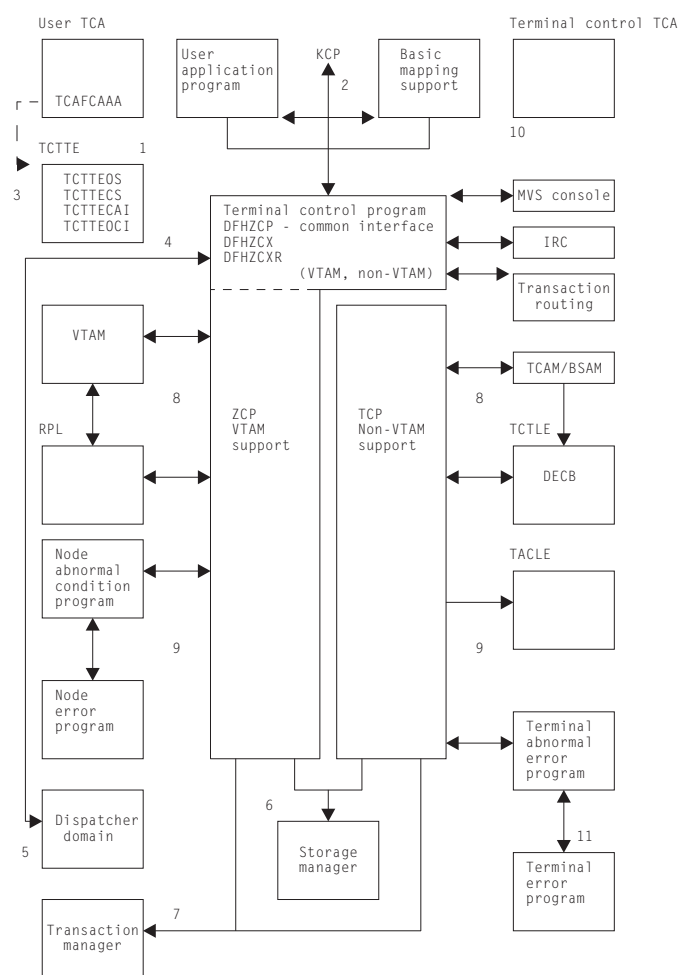 User TCA
Terminal control TCA
User
application
program
KCP
2
Basic
mapping
support
TCAFCAAA
10
TCTTE
1
3
TCTTEOS
TCTTECS
TCTTECAI
TCTTEOCI
4
Terminal control program
DFHZCP - common interface
DFHZCX
DFHZCXR
(VTAM, non-VTAM)
MVS console
IRC
Transaction
routing
VTAM
8
TCAM/BSAM
8
RPL
ZCP
VTAM
support
TCP
Non-VTAM
support
TCTLE
DECB
Node
abnormal
condition
program
TACLE
9
9
Node
error
program
Terminal
abnormal
error
program
Dispatcher
domain
5
6
Storage
manager
11
Terminal
error
program
7
Transaction
manager